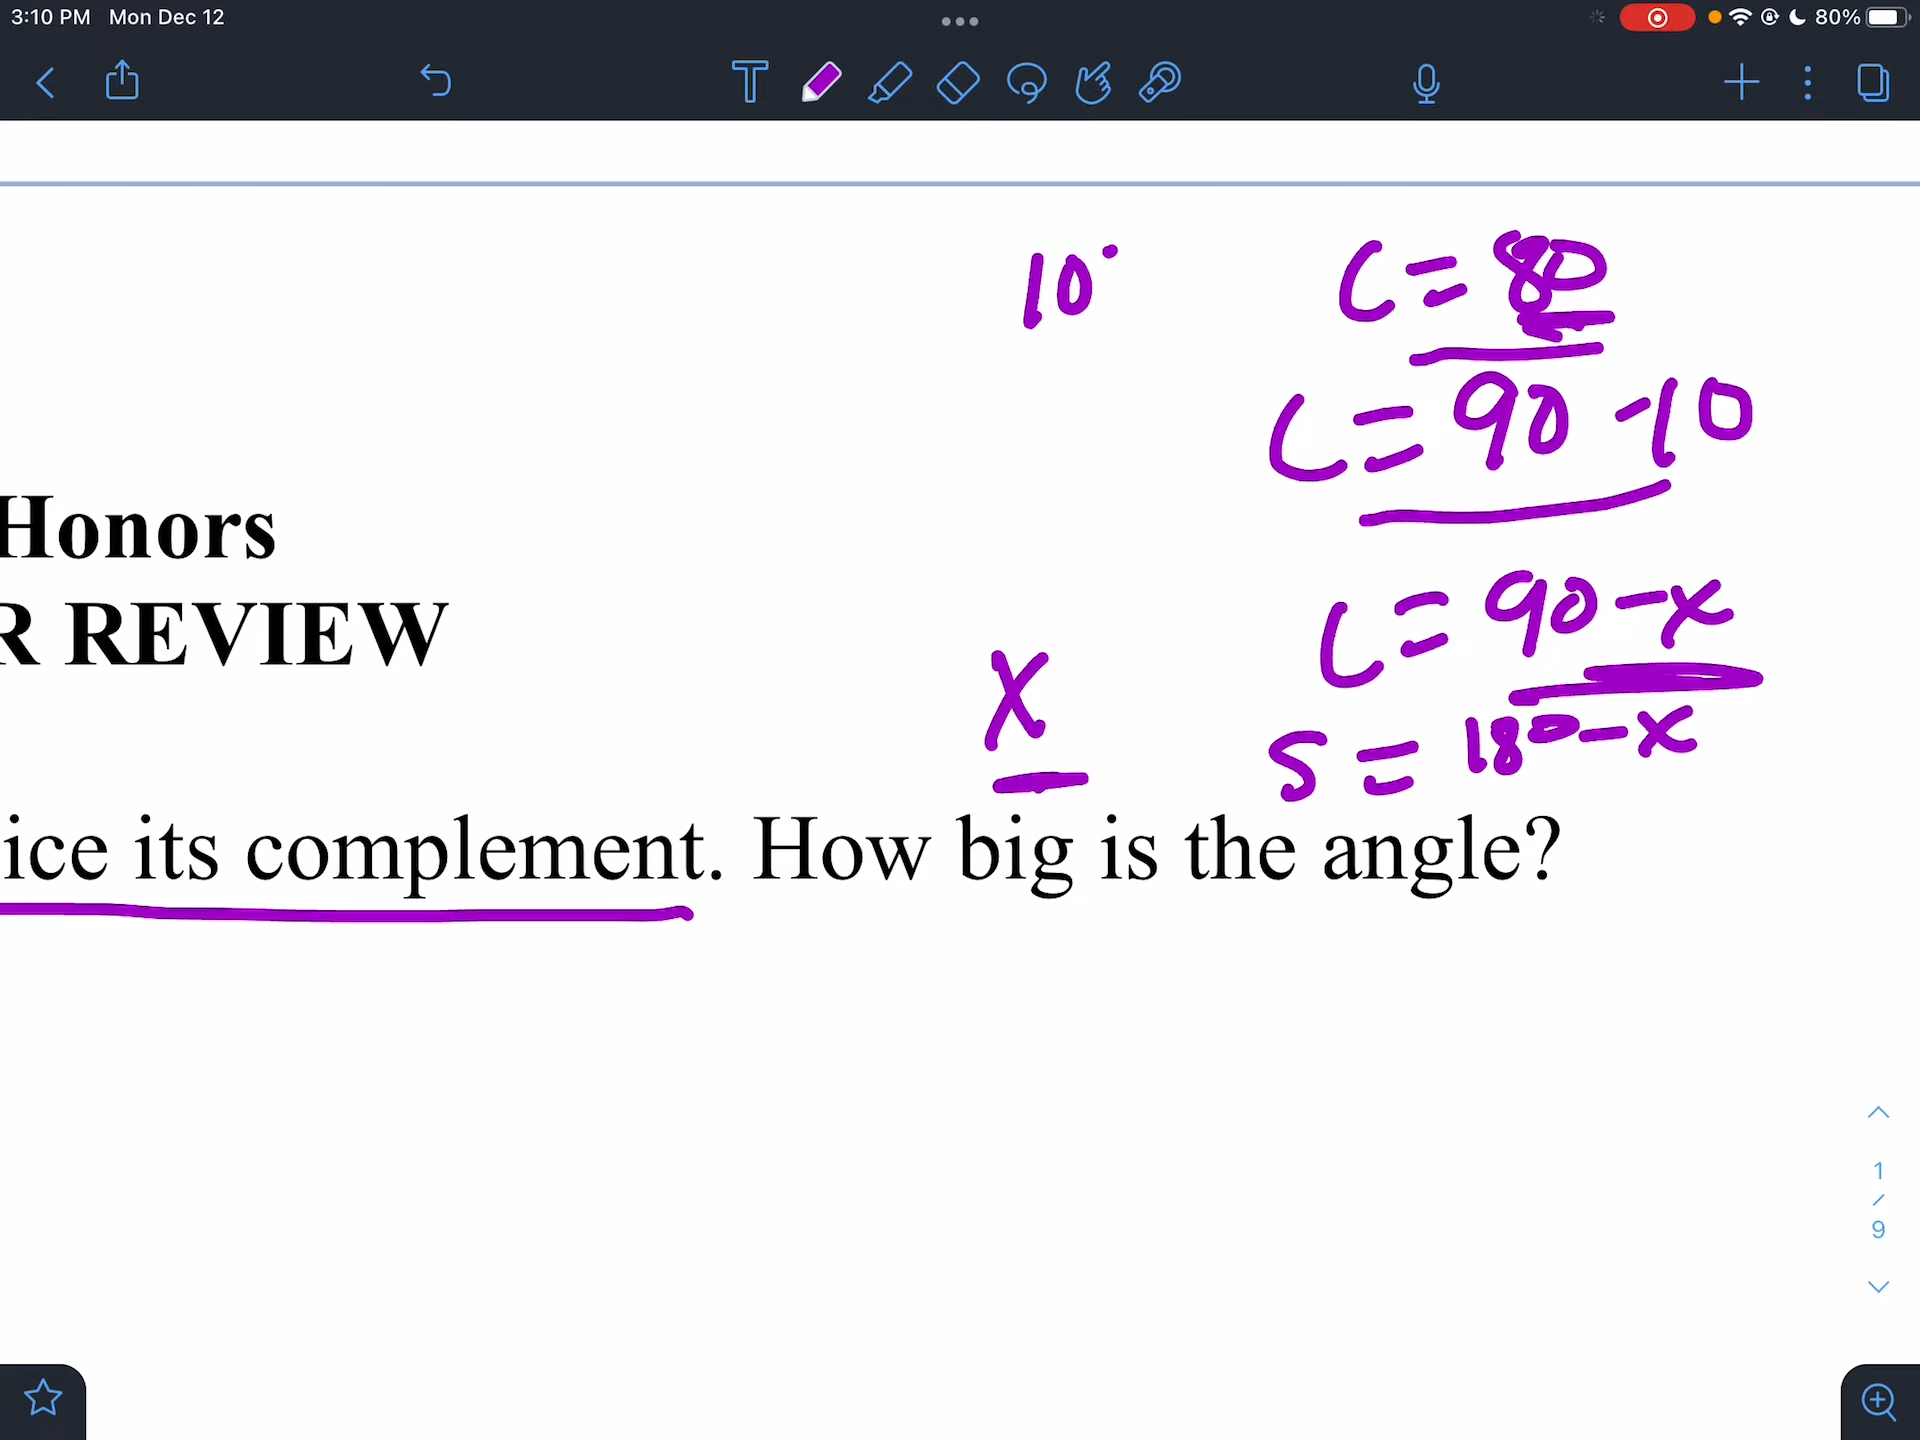 3:10 PM Mon Dec 12
80%
10°
C = 80
C = 90 - 10
Honors
R REVIEW
C = 90 - x
X
S = 180 - x
ice its complement. How big is the angle?
1
/
9